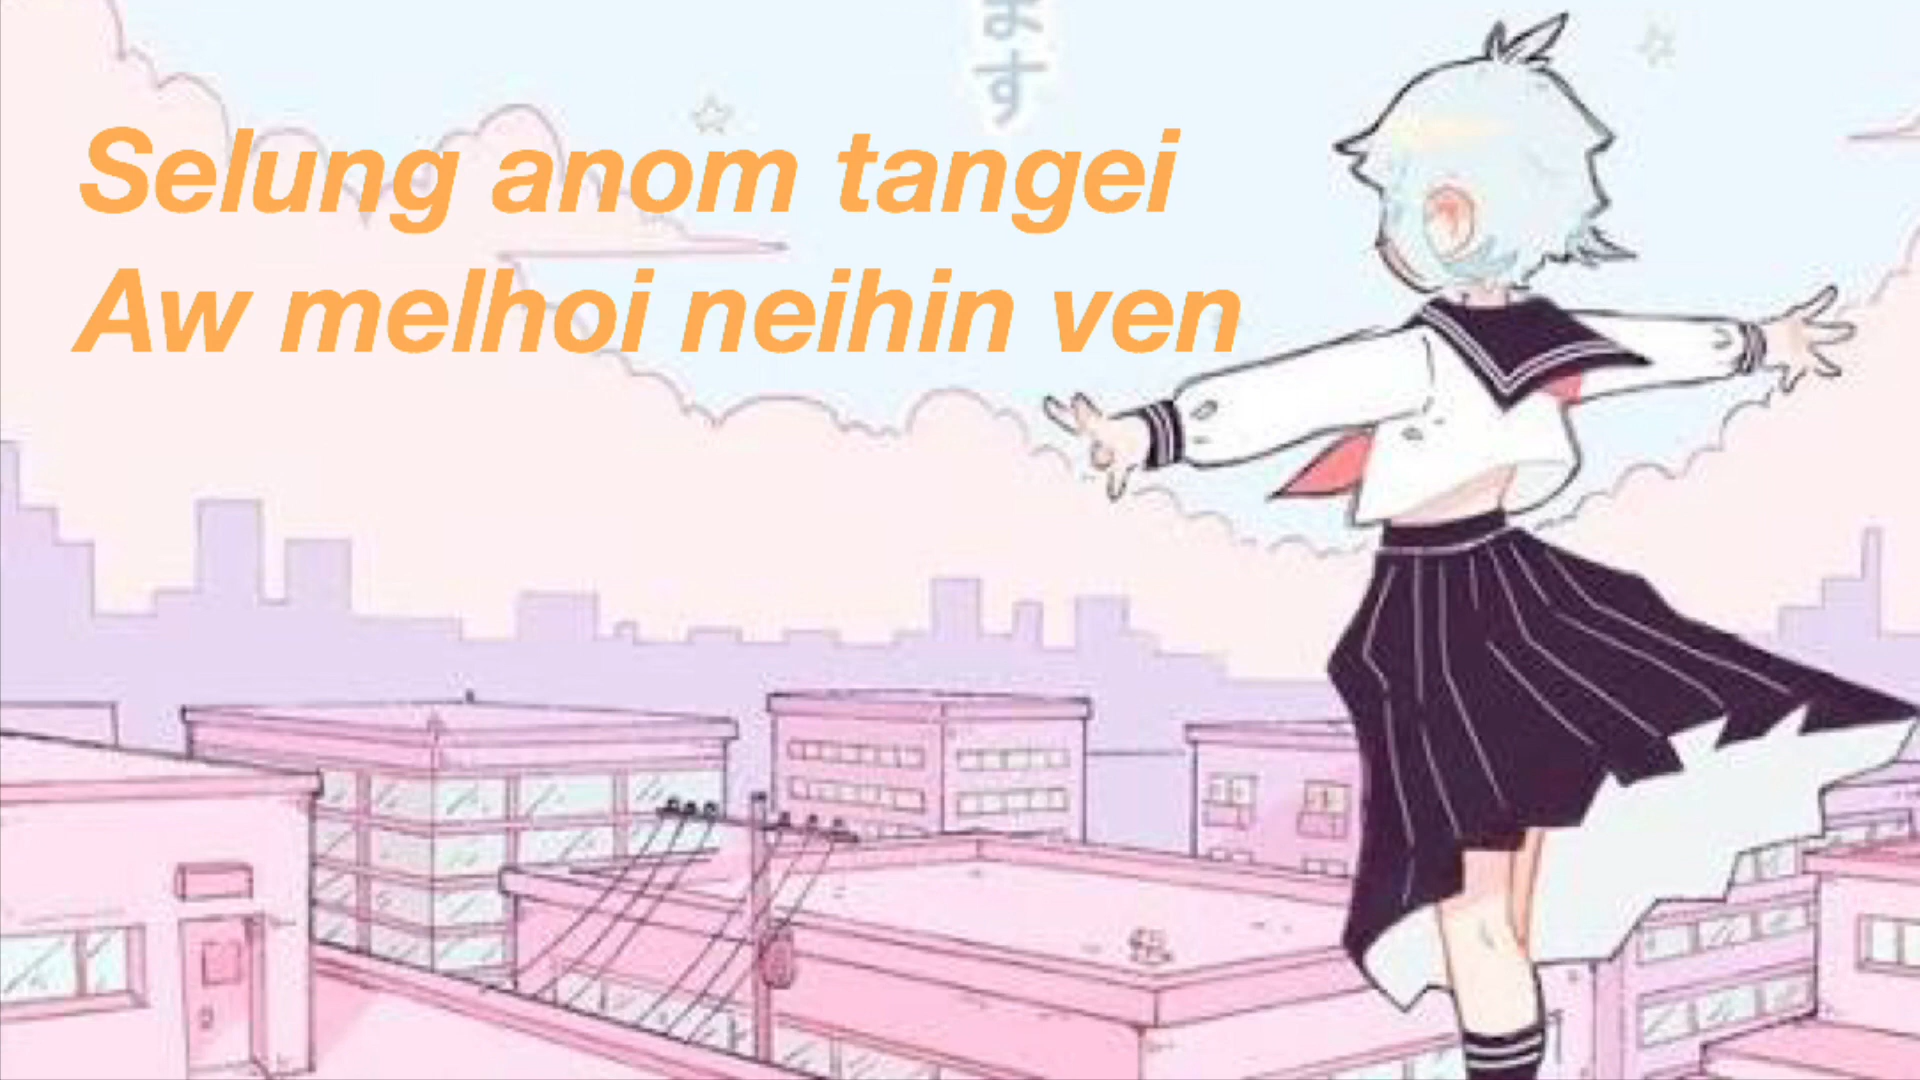 ます
Selung anom tangei
Aw melhoi neihin ven